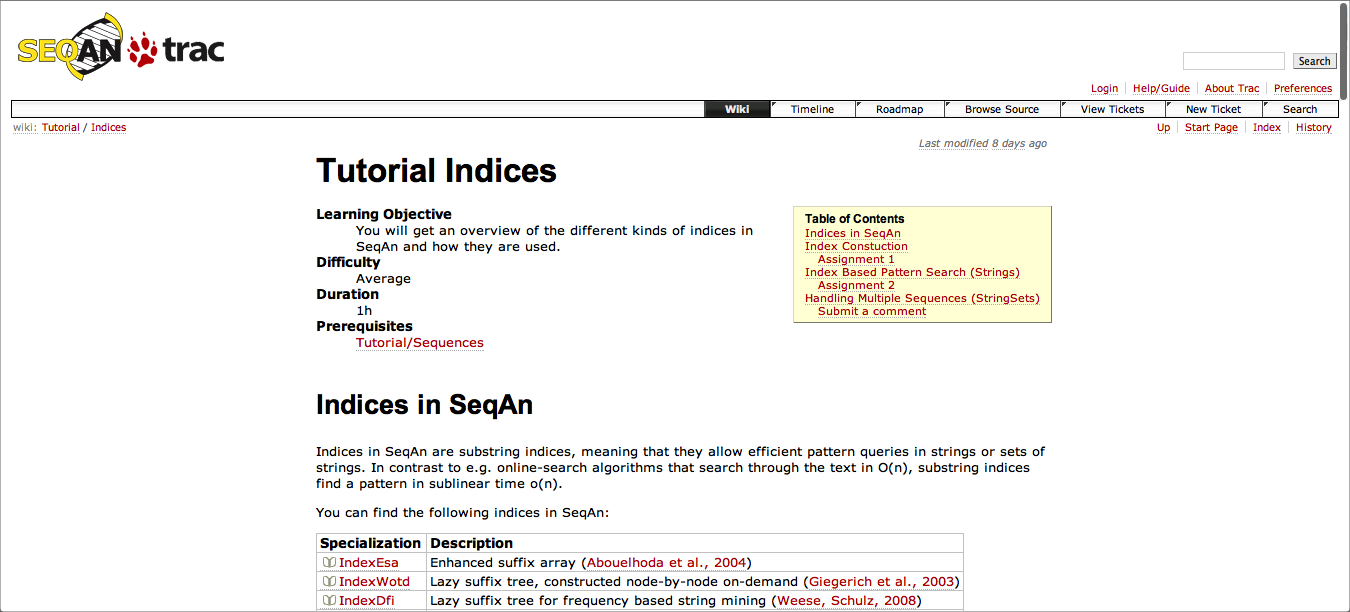 SEQAN trac
Search
Login Help/Guide About Trac Preferences
Wiki Timeline Roadmap Browse Source View Tickets New Ticket Search
wiki: Tutorial / Indices
Up Start Page Index History
Last modified 8 days ago
Tutorial Indices
Learning Objective
You will get an overview of the different kinds of indices in
SeqAn and how they are used.
Difficulty
Average
Duration
1h
Prerequisites
Tutorial/Sequences
Table of Contents
Indices in SeqAn
Index Constuction
Assignment 1
Index Based Pattern Search (Strings)
Assignment 2
Handling Multiple Sequences (StringSets)
Submit a comment
Indices in SeqAn
Indices in SeqAn are substring indices, meaning that they allow efficient pattern queries in strings or sets of
strings. In contrast to e.g. online-search algorithms that search through the text in O(n), substring indices
find a pattern in sublinear time o(n).
You can find the following indices in SeqAn:
Specialization Description
IndexEsa Enhanced suffix array (Abouelhoda et al., 2004)
IndexWotd Lazy suffix tree, constructed node-by-node on-demand (Giegerich et al., 2003)
IndexDfi Lazy suffix tree for frequency based string mining (Weese, Schulz, 2008)